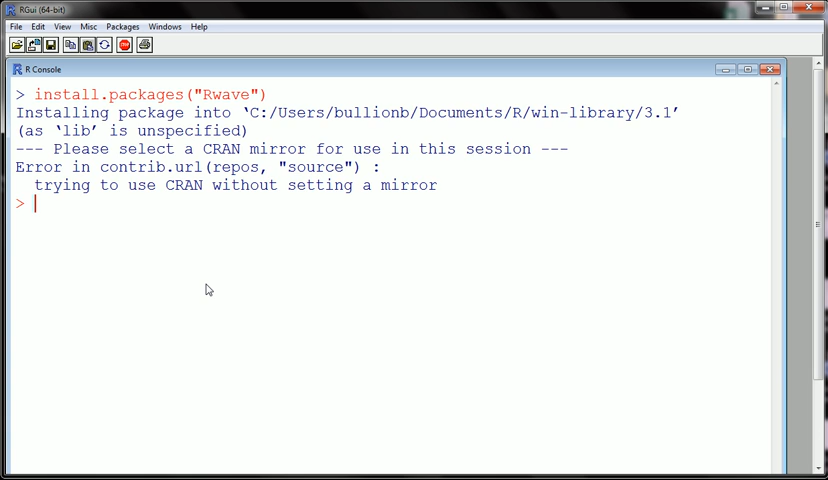 RGui (64-bit)
File Edit View Misc Packages Windows Help
STOP
R Console
> install.packages("Rwave")
Installing package into ‘C:/Users/bullionb/Documents/R/win-library/3.1’
(as ‘lib’ is unspecified)
--- Please select a CRAN mirror for use in this session ---
Error in contrib.url(repos, "source") :
trying to use CRAN without setting a mirror
>